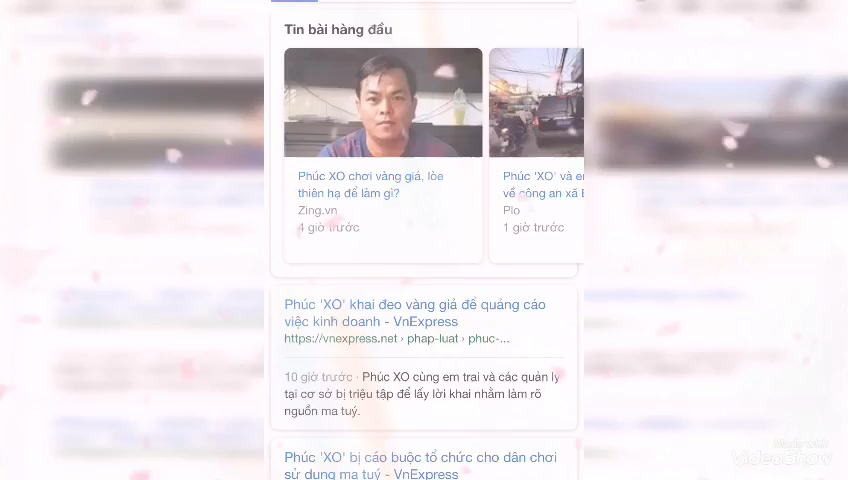 Tin bài hàng đầu
Phúc XO chơi vàng giả, lòe
thiên hạ để làm gì?
Zing.vn
4 giờ trước
Phúc 'XO' và
về công an xã
Plo
1 giờ trước
Phúc 'XO' khai đeo vàng giả để quảng cáo
việc kinh doanh - VnExpress
https://vnexpress.net › phap-luat › phuc-...
10 giờ trước · Phúc XO cùng em trai và các quản lý
tại cơ sở bị triệu tập để lấy lời khai nhằm làm rõ
nguồn ma tuý.
Phúc 'XO' bị cáo buộc tổ chức cho dân chơi
sử dụng ma tuý - VnExpress
Made with
VideoShow